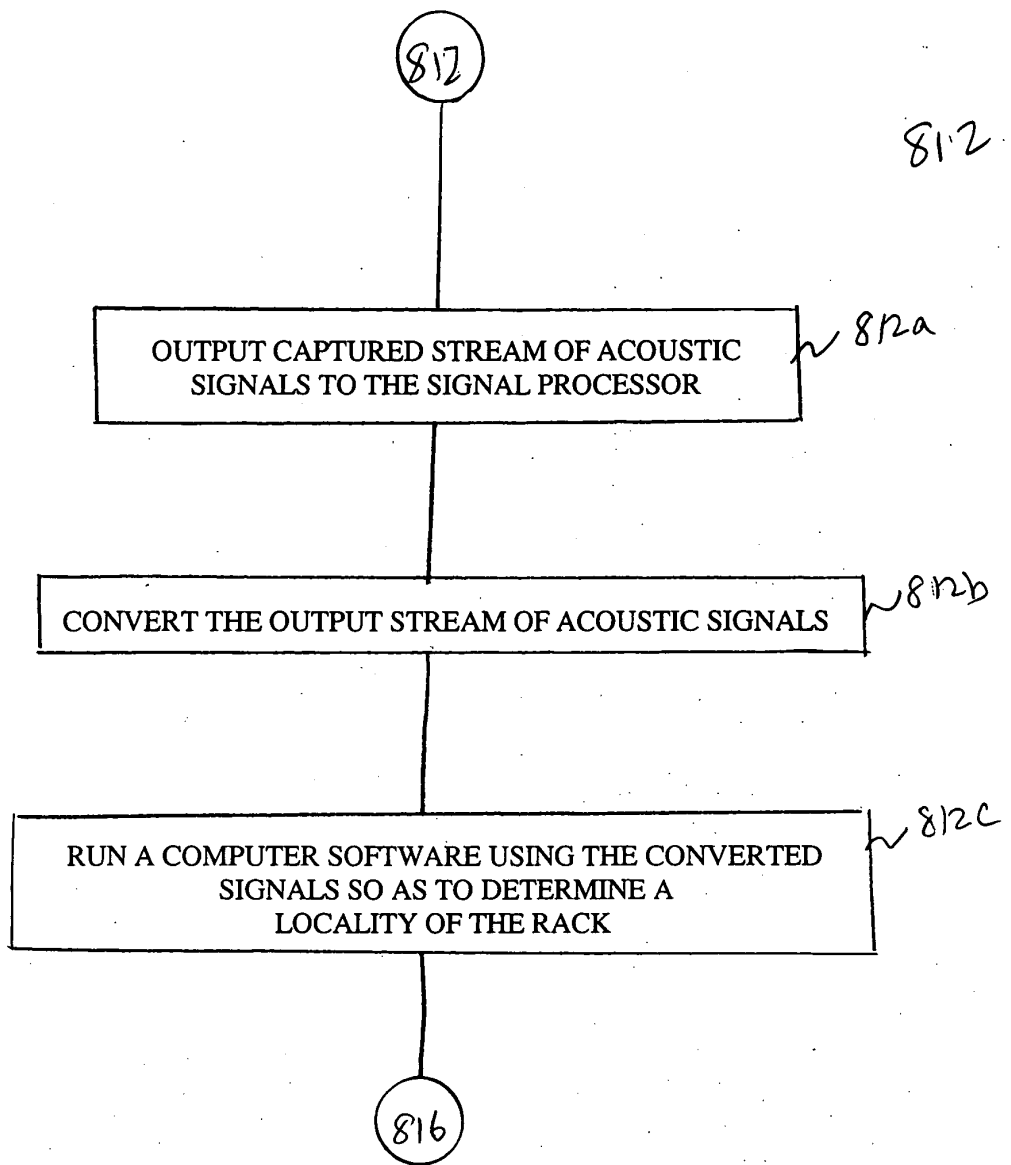 812
812
OUTPUT CAPTURED STREAM OF ACOUSTIC
SIGNALS TO THE SIGNAL PROCESSOR
812a
CONVERT THE OUTPUT STREAM OF ACOUSTIC SIGNALS
812b
RUN A COMPUTER SOFTWARE USING THE CONVERTED
SIGNALS SO AS TO DETERMINE A
LOCALITY OF THE RACK
812c
816